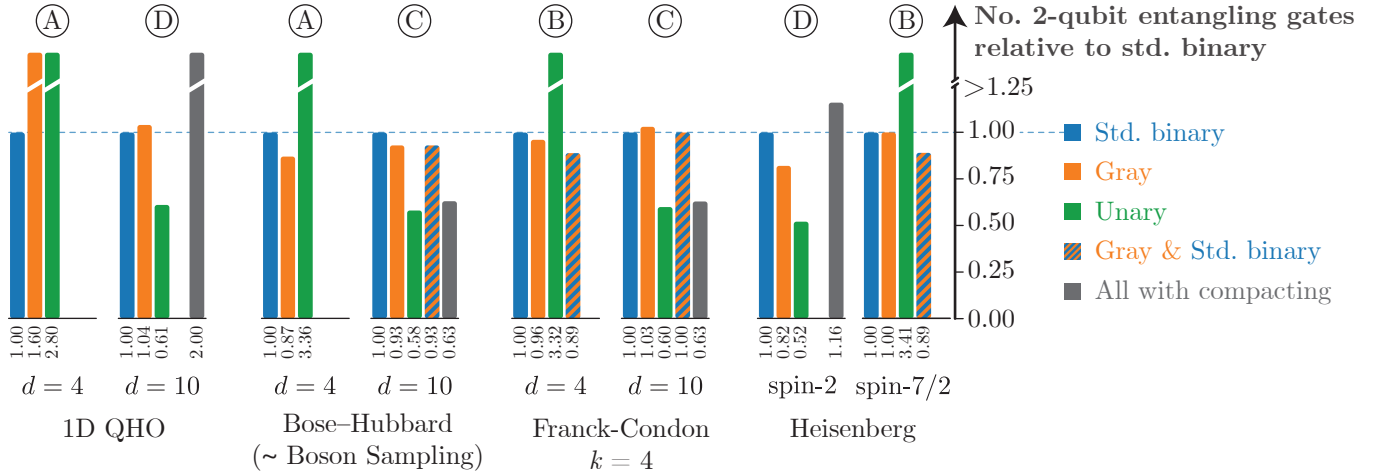 A D A C B C D B
No. 2-qubit entangling gates
relative to std. binary
>1.25
1.00
0.75
0.50
0.25
0.00
Std. binary
Gray
Unary
Gray & Std. binary
All with compacting
1.00 1.60 2.80 1.00 1.04 0.61 2.00 1.00 0.87 3.36 1.00 0.93 0.58 0.93 0.63 1.00 0.96 3.32 0.89 1.00 1.03 0.60 1.00 0.63 1.00 0.82 0.52 1.16 1.00 1.00 3.41 0.89
d = 4 d = 10 d = 4 d = 10 d = 4 d = 10 spin-2 spin-7/2
1D QHO
Bose–Hubbard
(~ Boson Sampling)
Franck-Condon
k = 4
Heisenberg